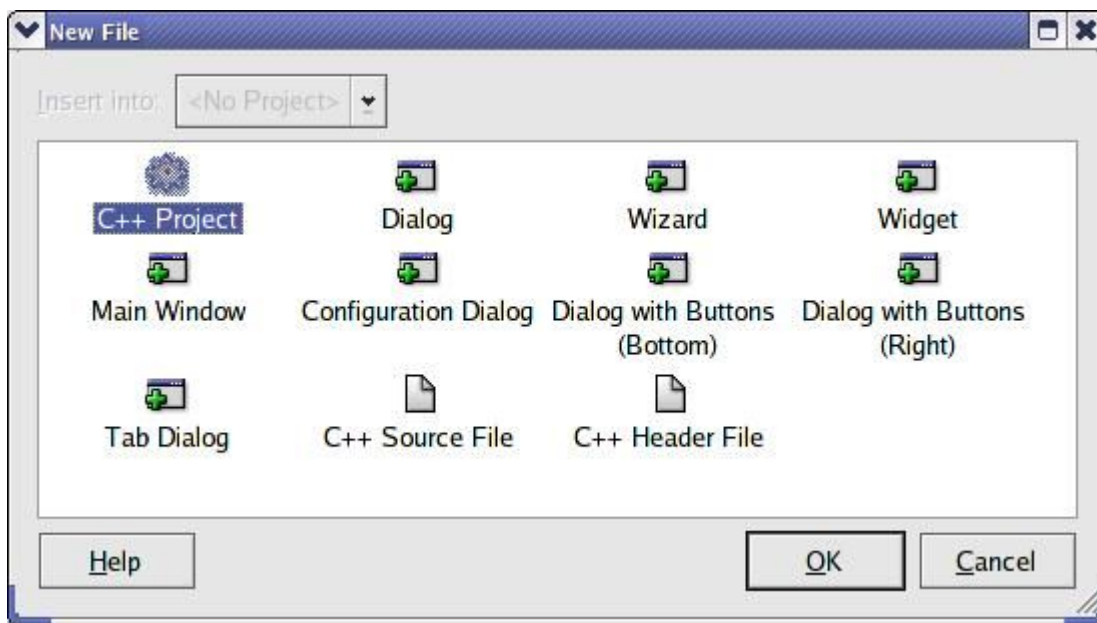 New File
Insert into: <No Project>
C++ Project
Dialog
Wizard
Widget
Main Window
Configuration Dialog
Dialog with Buttons
(Bottom)
Dialog with Buttons
(Right)
Tab Dialog
C++ Source File
C++ Header File
Help
OK
Cancel